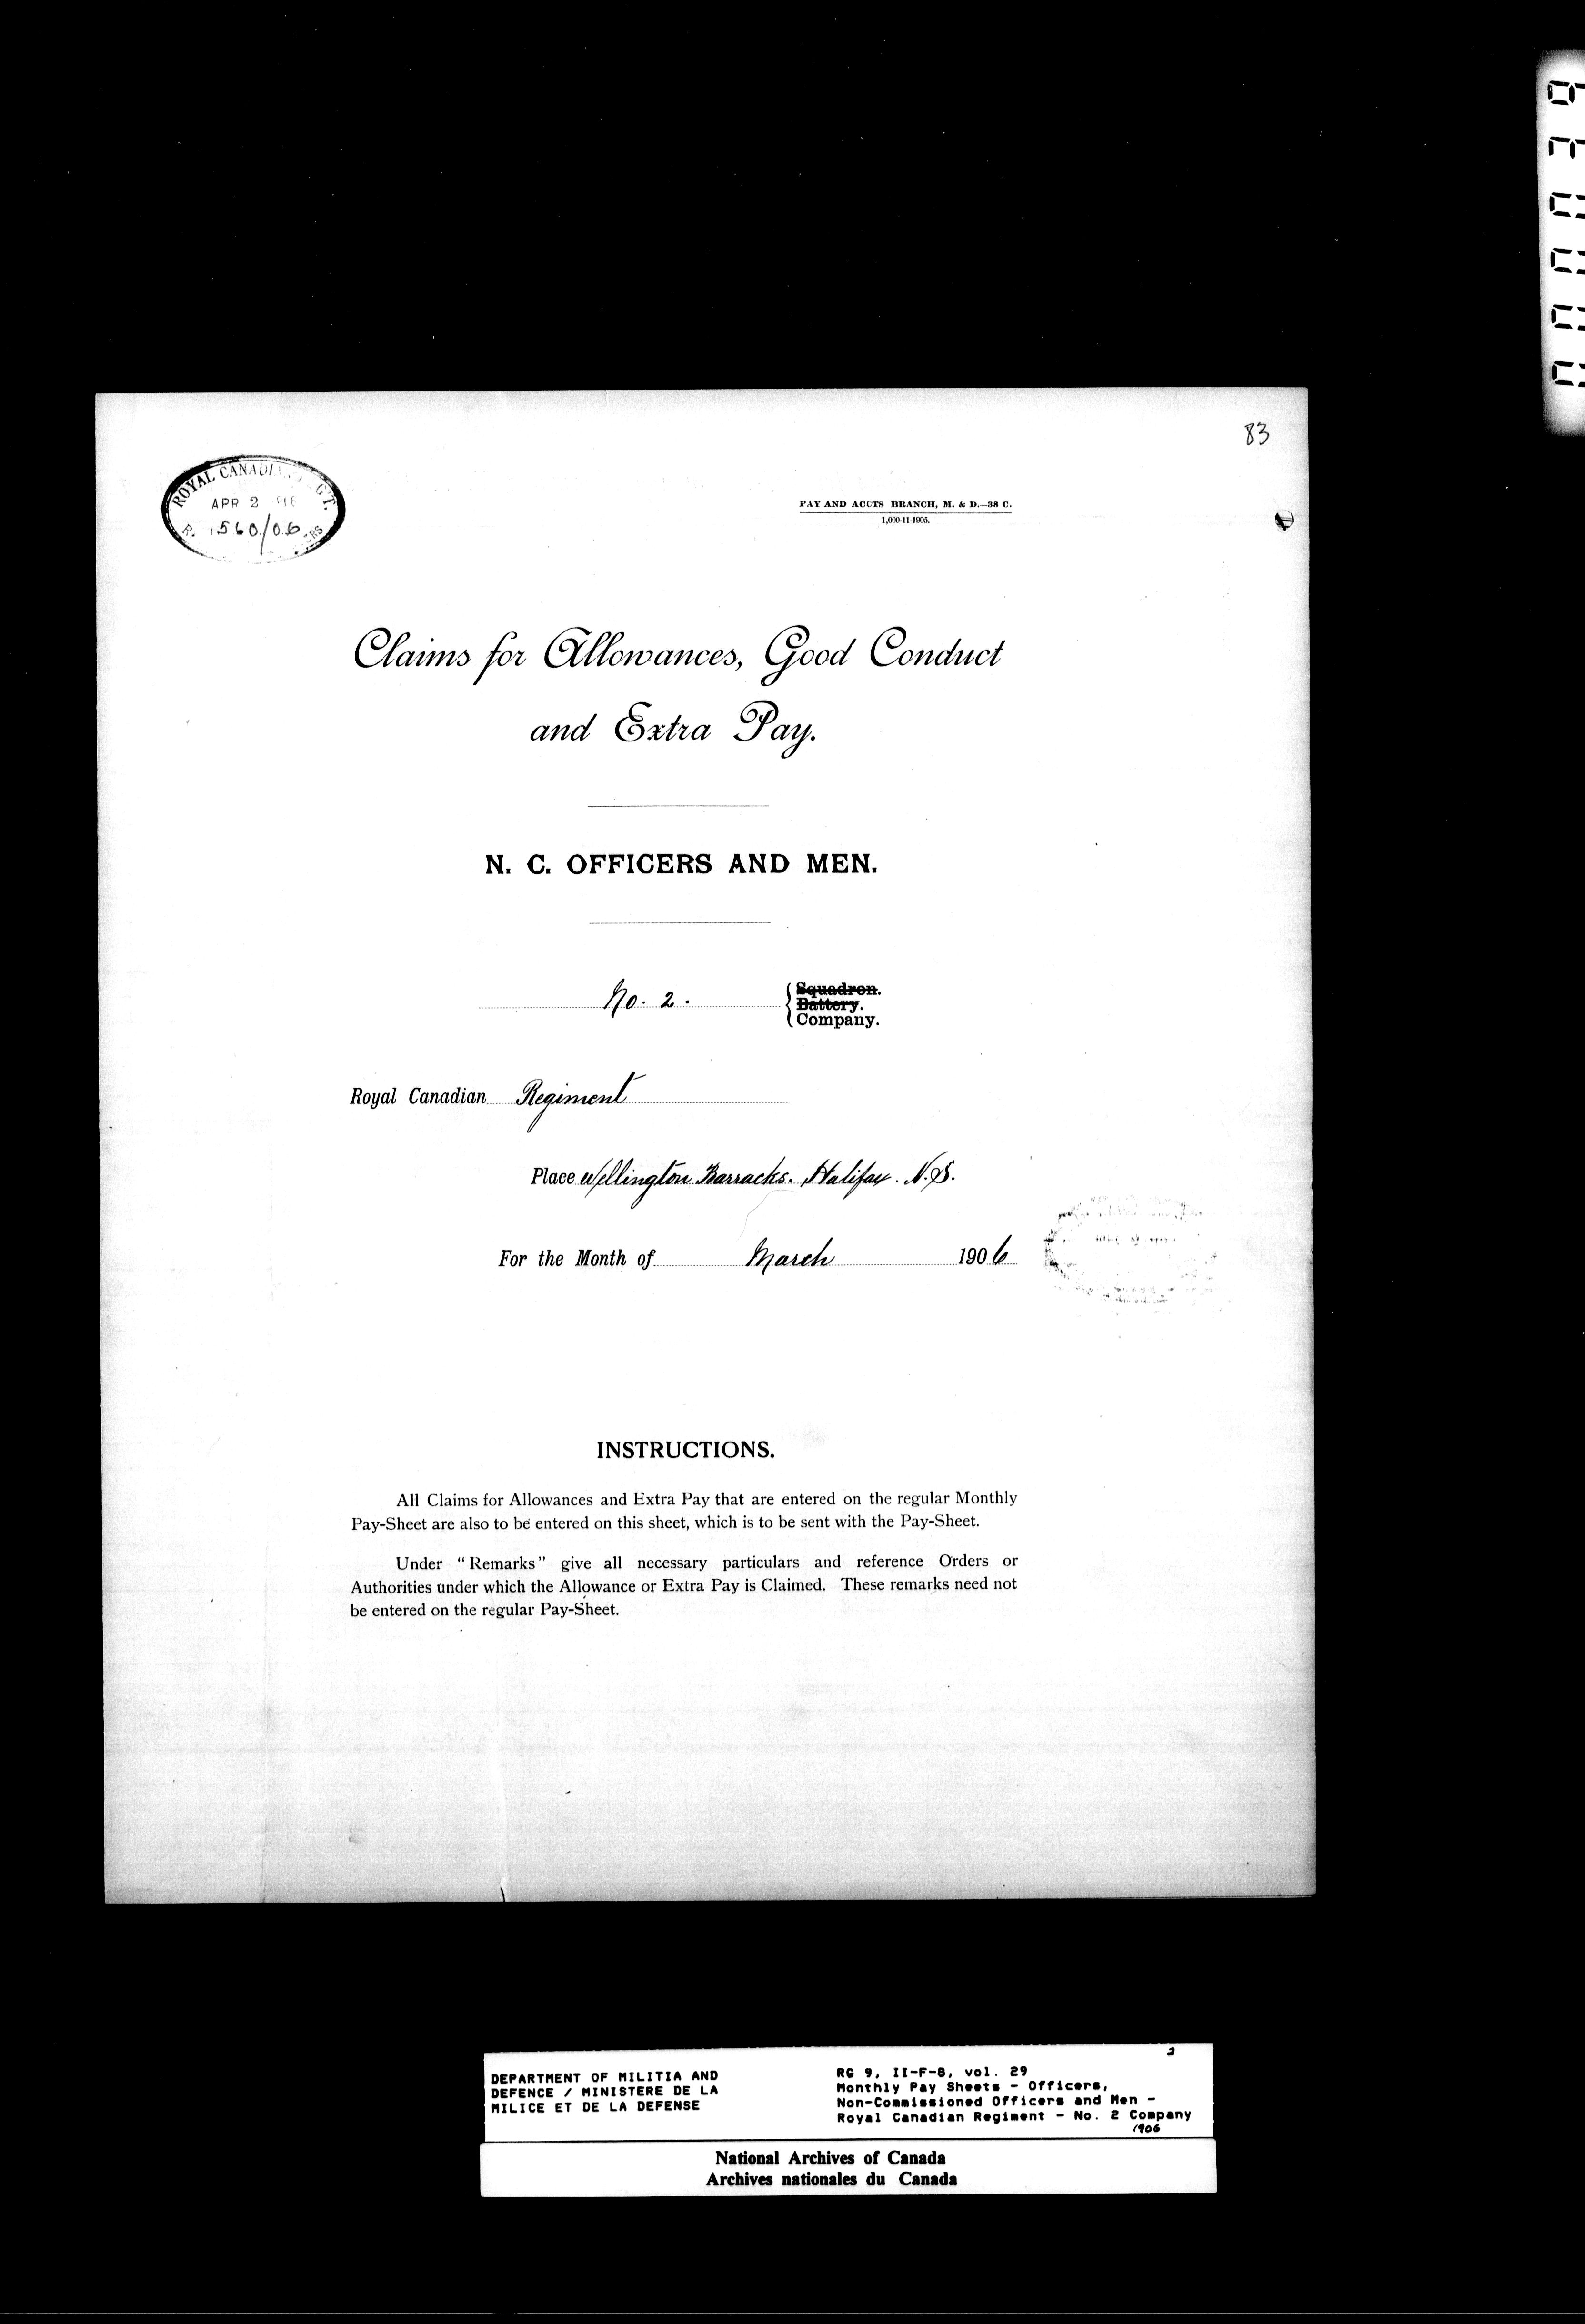 83
ROYAL CANADI
G'T.
APR 2
R. 1560/06
ERS
PAY AND ACCTS BRANCH, M. & D.—38 C.
1,000-11-1905.
Claims for Allowances, Good Conduct
and Extra Pay.
N. C. OFFICERS AND MEN.
No. 2.
Squadron.
Battery.
Company.
Royal Canadian Regiment
Place Wellington Barracks. Halifax. N.S.
For the Month of March 1906
INSTRUCTIONS.
All Claims for Allowances and Extra Pay that are entered on the regular Monthly
Pay-Sheet are also to be entered on this sheet, which is to be sent with the Pay-Sheet.
Under "Remarks" give all necessary particulars and reference Orders or
Authorities under which the Allowance or Extra Pay is Claimed. These remarks need not
be entered on the regular Pay-Sheet.
2
DEPARTMENT OF MILITIA AND
DEFENCE / MINISTERE DE LA
MILICE ET DE LA DEFENSE
RG 9, II-F-8, vol. 29
Monthly Pay Sheets - Officers,
Non-Commissioned Officers and Men -
Royal Canadian Regiment - No. 2 Company
1906
National Archives of Canada
Archives nationales du Canada